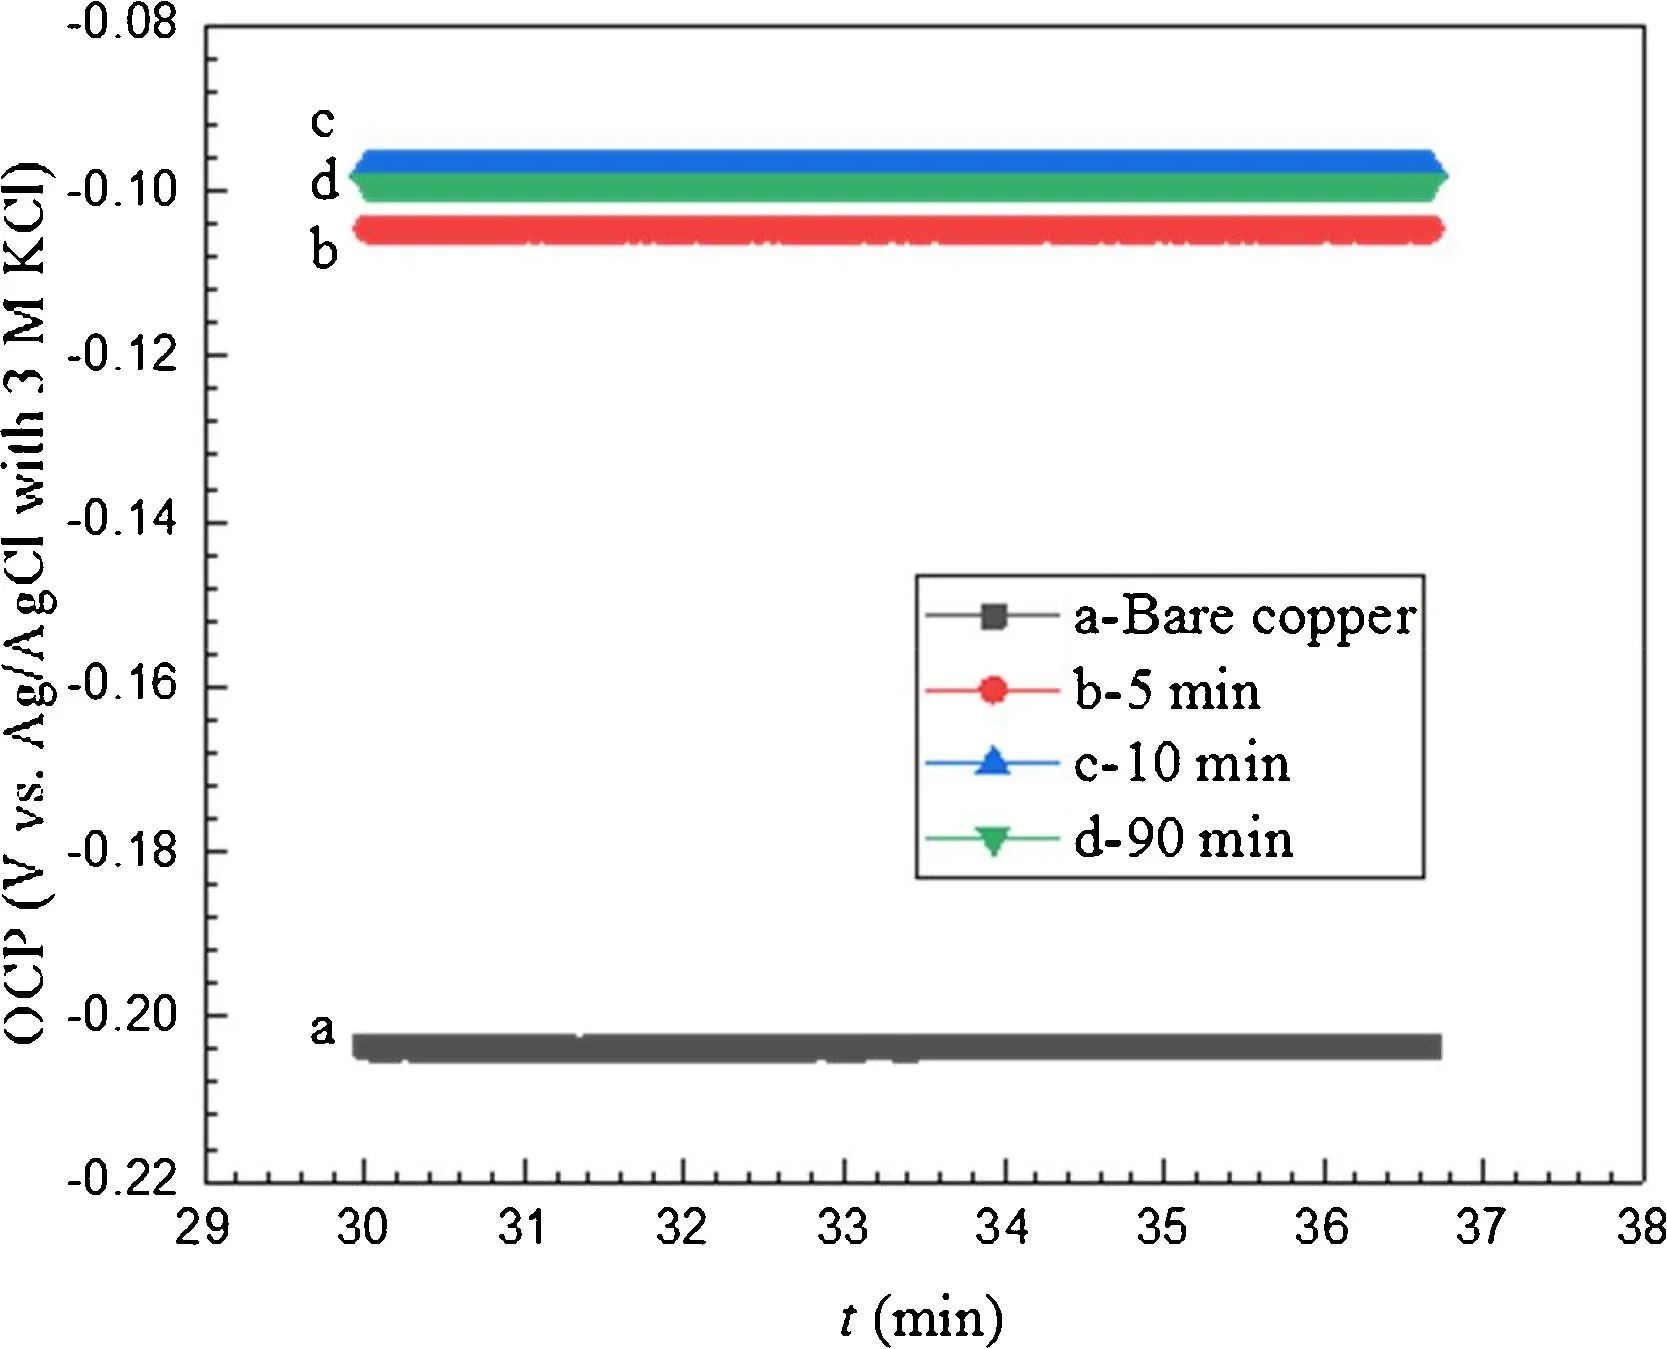 OCP (V vs. Ag/AgCl with 3 M KCl)
-0.08
-0.10
-0.12
-0.14
-0.16
-0.18
-0.20
-0.22
c
d
b
a
a-Bare copper
b-5 min
c-10 min
d-90 min
29 30 31 32 33 34 35 36 37 38
t (min)